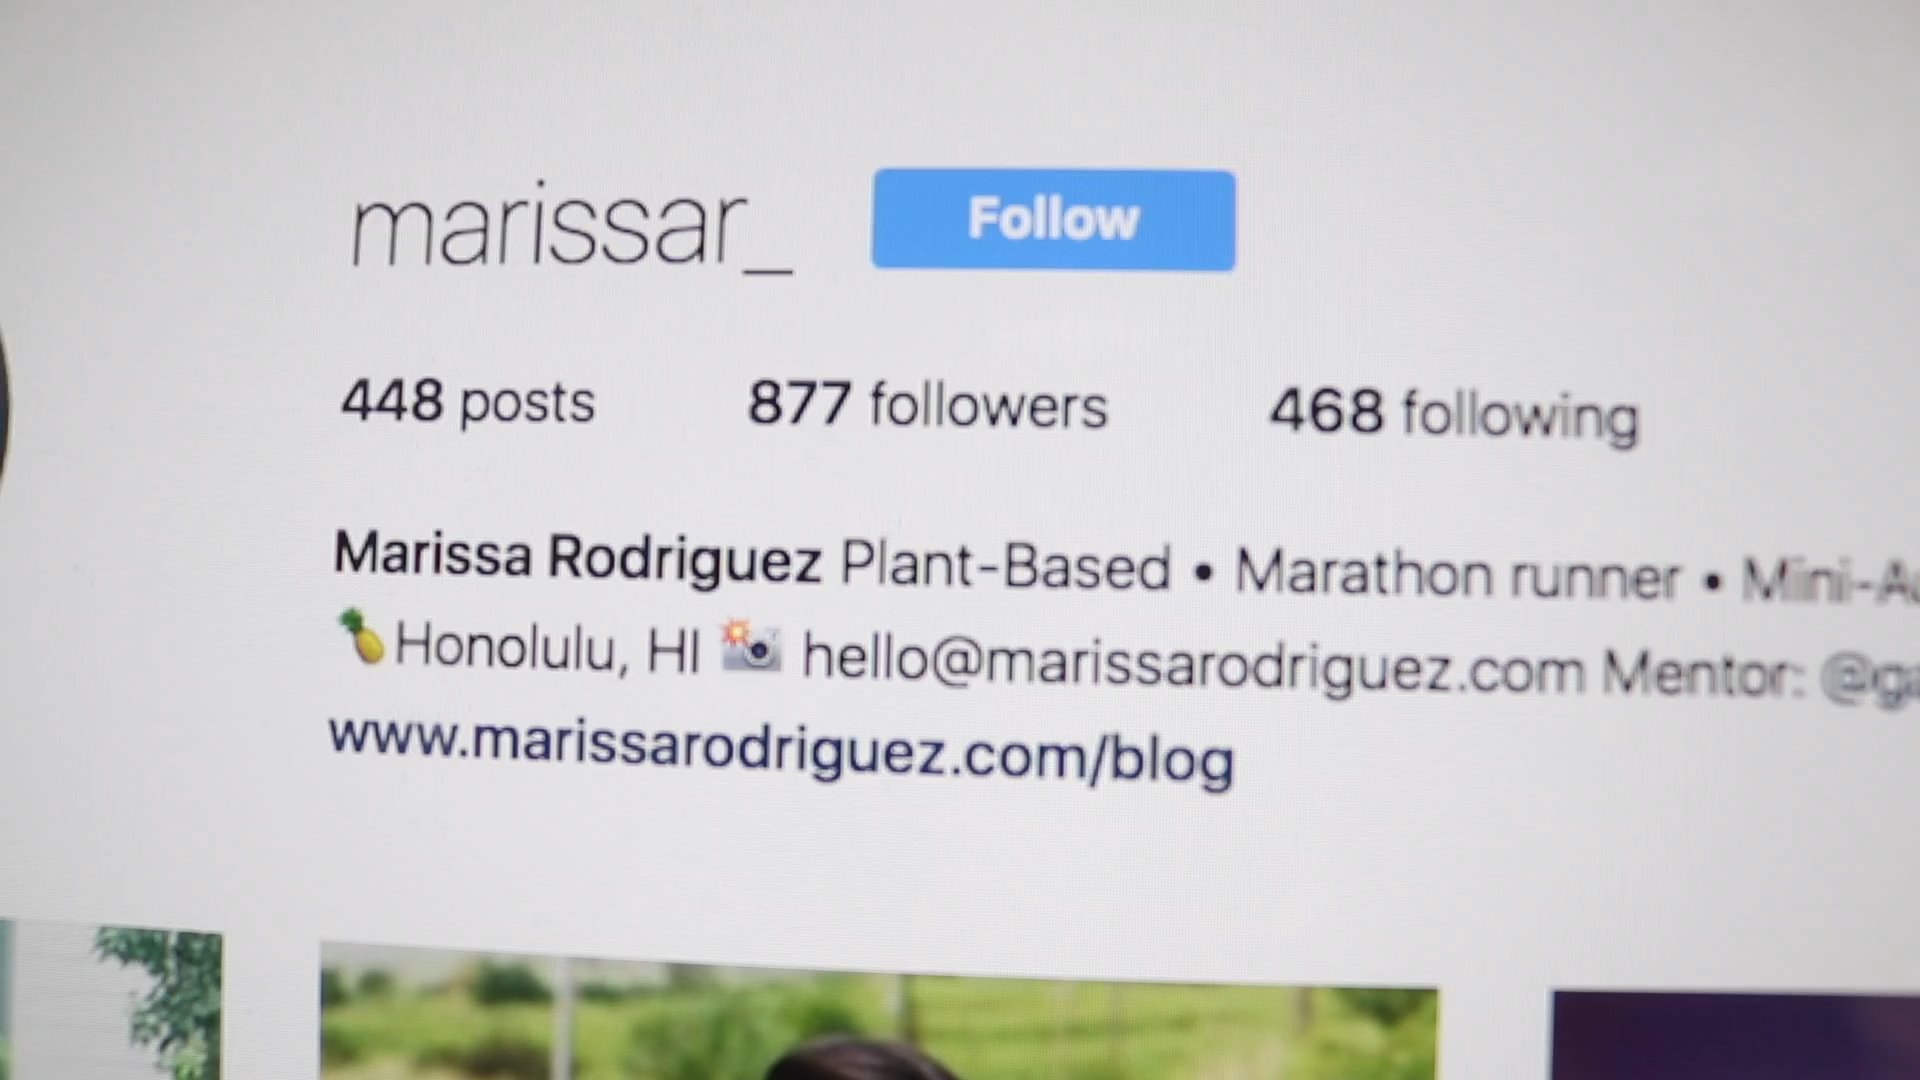 marissar_ Follow
448 posts 877 followers 468 following
Marissa Rodriguez Plant-Based • Marathon runner •
Honolulu, HI hello@marissarodriguez.com Mentor:
www.marissarodriguez.com/blog